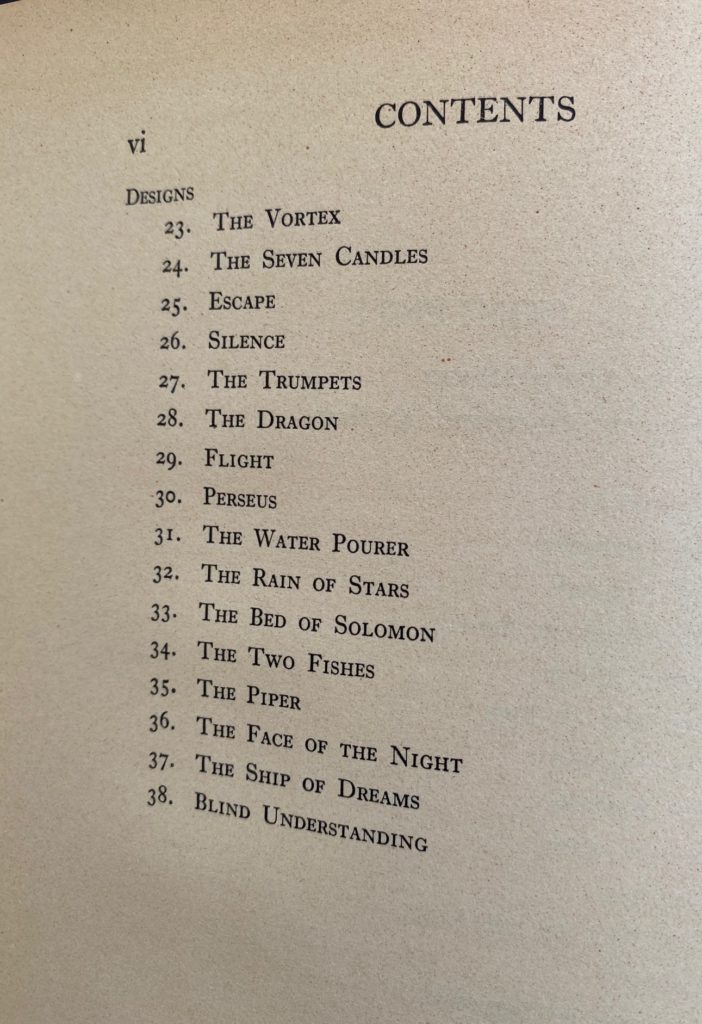 CONTENTS
vi
Designs
23. The Vortex
24. The Seven Candles
25. Escape
26. Silence
27. The Trumpets
28. The Dragon
29. Flight
30. Perseus
31. The Water Pourer
32. The Rain of Stars
33. The Bed of Solomon
34. The Two Fishes
35. The Piper
36. The Face of the Night
37. The Ship of Dreams
38. Blind Understanding